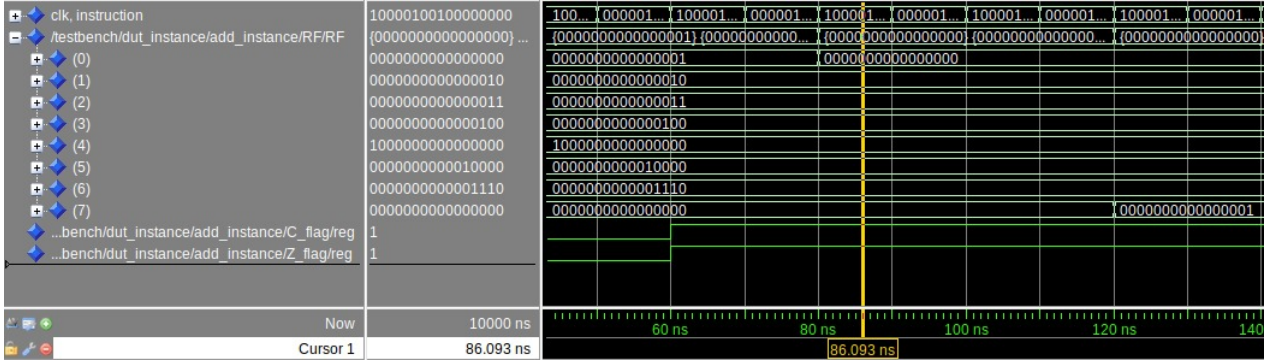 clk, instruction 10000100100000000 100... 000001... 100001... 000001... 100001... 000001... 100001... 000001... 100001... 000001...
/testbench/dut_instance/add_instance/RF/RF {0000000000000000} ... {0000000000000001} {00000000000... {0000000000000000} {00000000000000... {0000000000000000}
(0) 0000000000000000 0000000000000001 0000000000000000
(1) 0000000000000010 0000000000000010
(2) 0000000000000011 0000000000000011
(3) 0000000000000100 0000000000000100
(4) 1000000000000000 1000000000000000
(5) 0000000000010000 0000000000010000
(6) 0000000000001110 0000000000001110
(7) 0000000000000000 0000000000000000 0000000000000001
...bench/dut_instance/add_instance/C_flag/reg 1
...bench/dut_instance/add_instance/Z_flag/reg 1
Now 10000 ns 60 ns 80 ns 100 ns 120 ns 140
Cursor 1 86.093 ns 86.093 ns